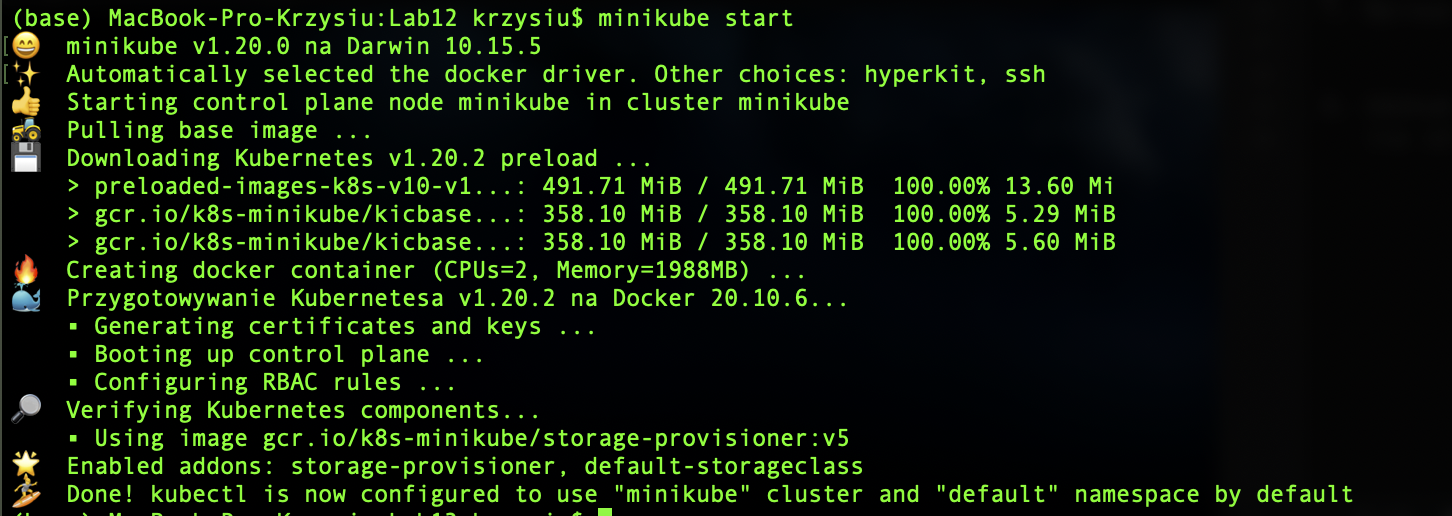 (base) MacBook-Pro-Krzysiu:Lab12 krzysiu$ minikube start
[😄  minikube v1.20.0 na Darwin 10.15.5
[✨  Automatically selected the docker driver. Other choices: hyperkit, ssh
👍  Starting control plane node minikube in cluster minikube
🚜  Pulling base image ...
💾  Downloading Kubernetes v1.20.2 preload ...
    > preloaded-images-k8s-v10-v1...: 491.71 MiB / 491.71 MiB  100.00% 13.60 Mi
    > gcr.io/k8s-minikube/kicbase...: 358.10 MiB / 358.10 MiB  100.00% 5.29 MiB
    > gcr.io/k8s-minikube/kicbase...: 358.10 MiB / 358.10 MiB  100.00% 5.60 MiB
🔥  Creating docker container (CPUs=2, Memory=1988MB) ...
🐳  Przygotowywanie Kubernetesa v1.20.2 na Docker 20.10.6...
    ▪ Generating certificates and keys ...
    ▪ Booting up control plane ...
    ▪ Configuring RBAC rules ...
🔎  Verifying Kubernetes components...
    ▪ Using image gcr.io/k8s-minikube/storage-provisioner:v5
🌟  Enabled addons: storage-provisioner, default-storageclass
🏄  Done! kubectl is now configured to use "minikube" cluster and "default" namespace by default